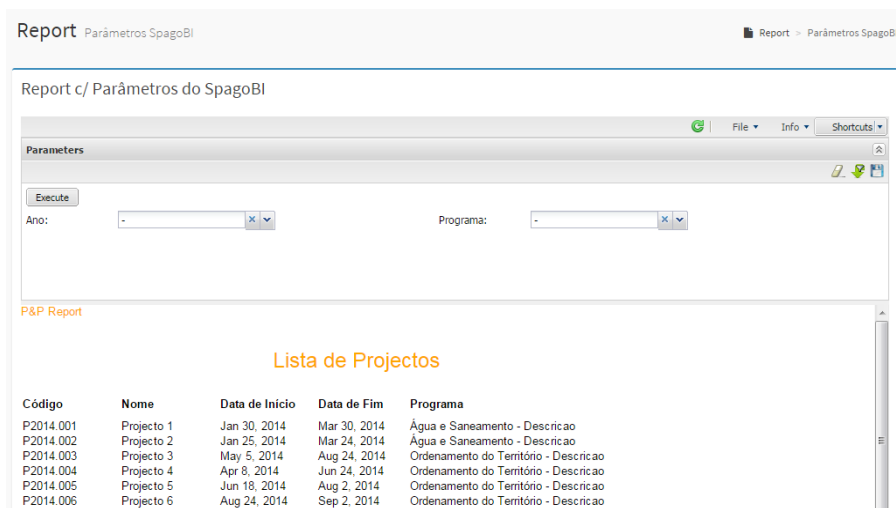 Report Parâmetros SpagoBI
Report > Parâmetros SpagoBI
Report c/ Parâmetros do SpagoBI
File Info Shortcuts
Parameters
Execute
Ano: - Programa: -
P&P Report
Lista de Projectos
Código Nome Data de Início Data de Fim Programa
P2014.001 Projecto 1 Jan 30, 2014 Mar 30, 2014 Água e Saneamento - Descricao
P2014.002 Projecto 2 Jan 25, 2014 Mar 24, 2014 Água e Saneamento - Descricao
P2014.003 Projecto 3 May 5, 2014 Aug 24, 2014 Ordenamento do Território - Descricao
P2014.004 Projecto 4 Apr 8, 2014 Jun 24, 2014 Ordenamento do Território - Descricao
P2014.005 Projecto 5 Jun 18, 2014 Aug 2, 2014 Ordenamento do Território - Descricao
P2014.006 Projecto 6 Aug 24, 2014 Sep 2, 2014 Ordenamento do Território - Descricao